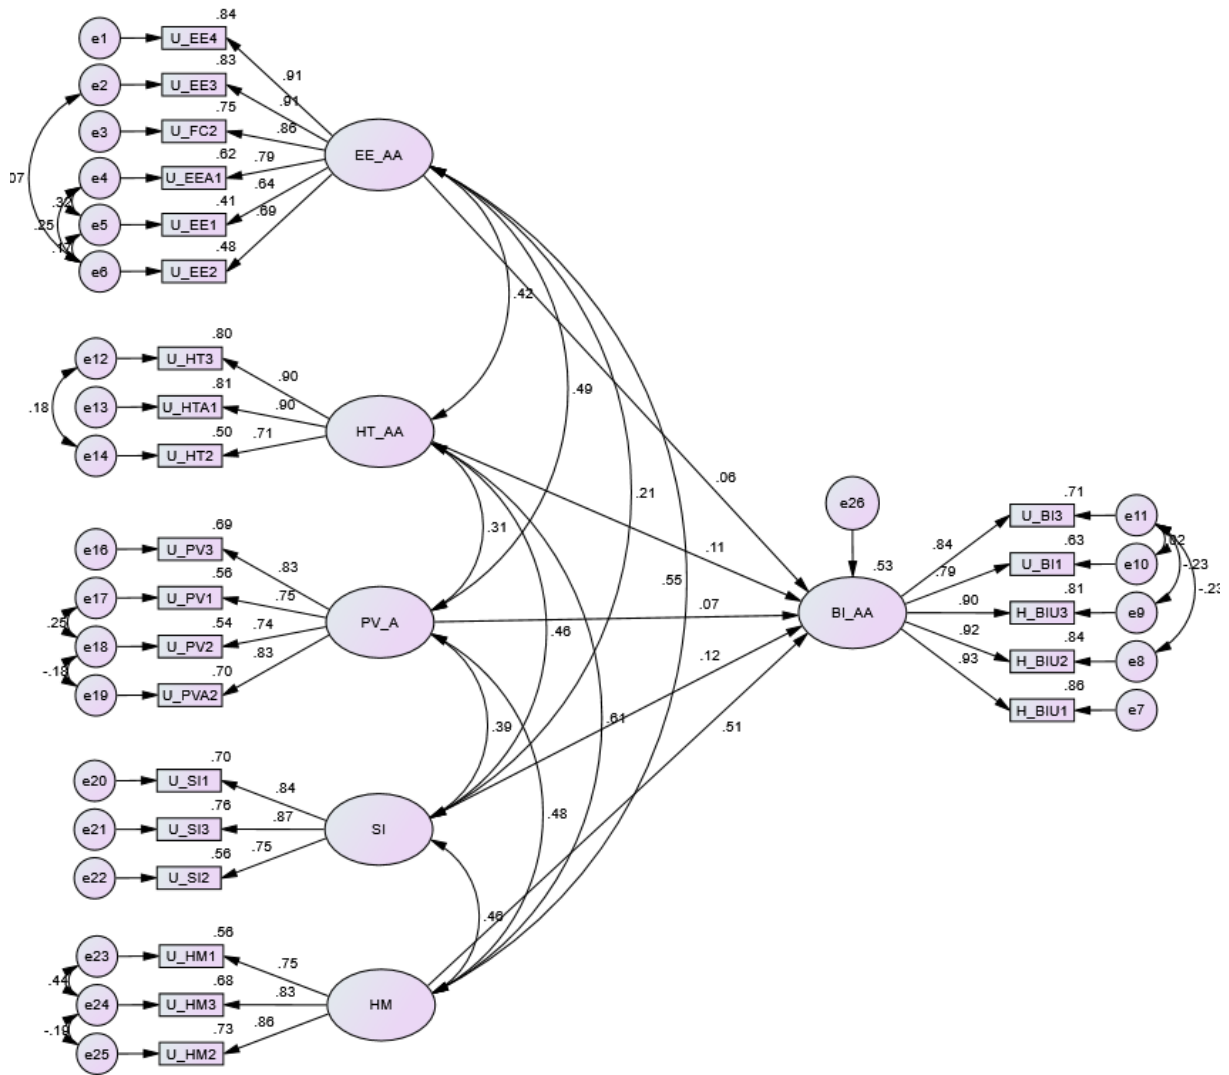 .84
e1 U_EE4
.83
e2 U_EE3
.91
.91
.75
e3 U_FC2
.86
EE_AA
.62
e4 U_EEA1
.79
07
.32
.64
.41
e5 U_EE1
.69
.25
.17
.48
e6 U_EE2
.42
.80
e12 U_HT3
.90
.49
.81
.18
e13 U_HTA1
.90
HT_AA
.50
e14 U_HT2
.71
.06
.21
.31
.11
.55
e26
.71
U_BI3 e11
.84
.02
.63
U_BI1 e10
.79
-.23
-.23
.53
.81
BI_AA
.90
H_BIU3 e9
.92
.84
H_BIU2 e8
.93
.86
H_BIU1 e7
.69
e16 U_PV3
.83
.56
e17 U_PV1
.75
.07
PV_A
.25
.54
e18 U_PV2
.74
.46
.12
-.18
.83
.70
e19 U_PVA2
.39
.61
.51
.70
e20 U_SI1
.84
.76
e21 U_SI3
.87
SI
.48
.56
e22 U_SI2
.75
.46
.56
e23 U_HM1
.75
.44
.68
e24 U_HM3
.83
HM
-.19
.73
.86
e25 U_HM2